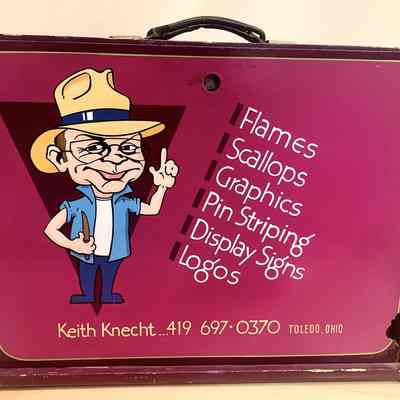 Flames
Scallops
Graphics
Pin Striping
Display Signs
Logos
Keith Knecht...419 697·0370 TOLEDO, OHIO